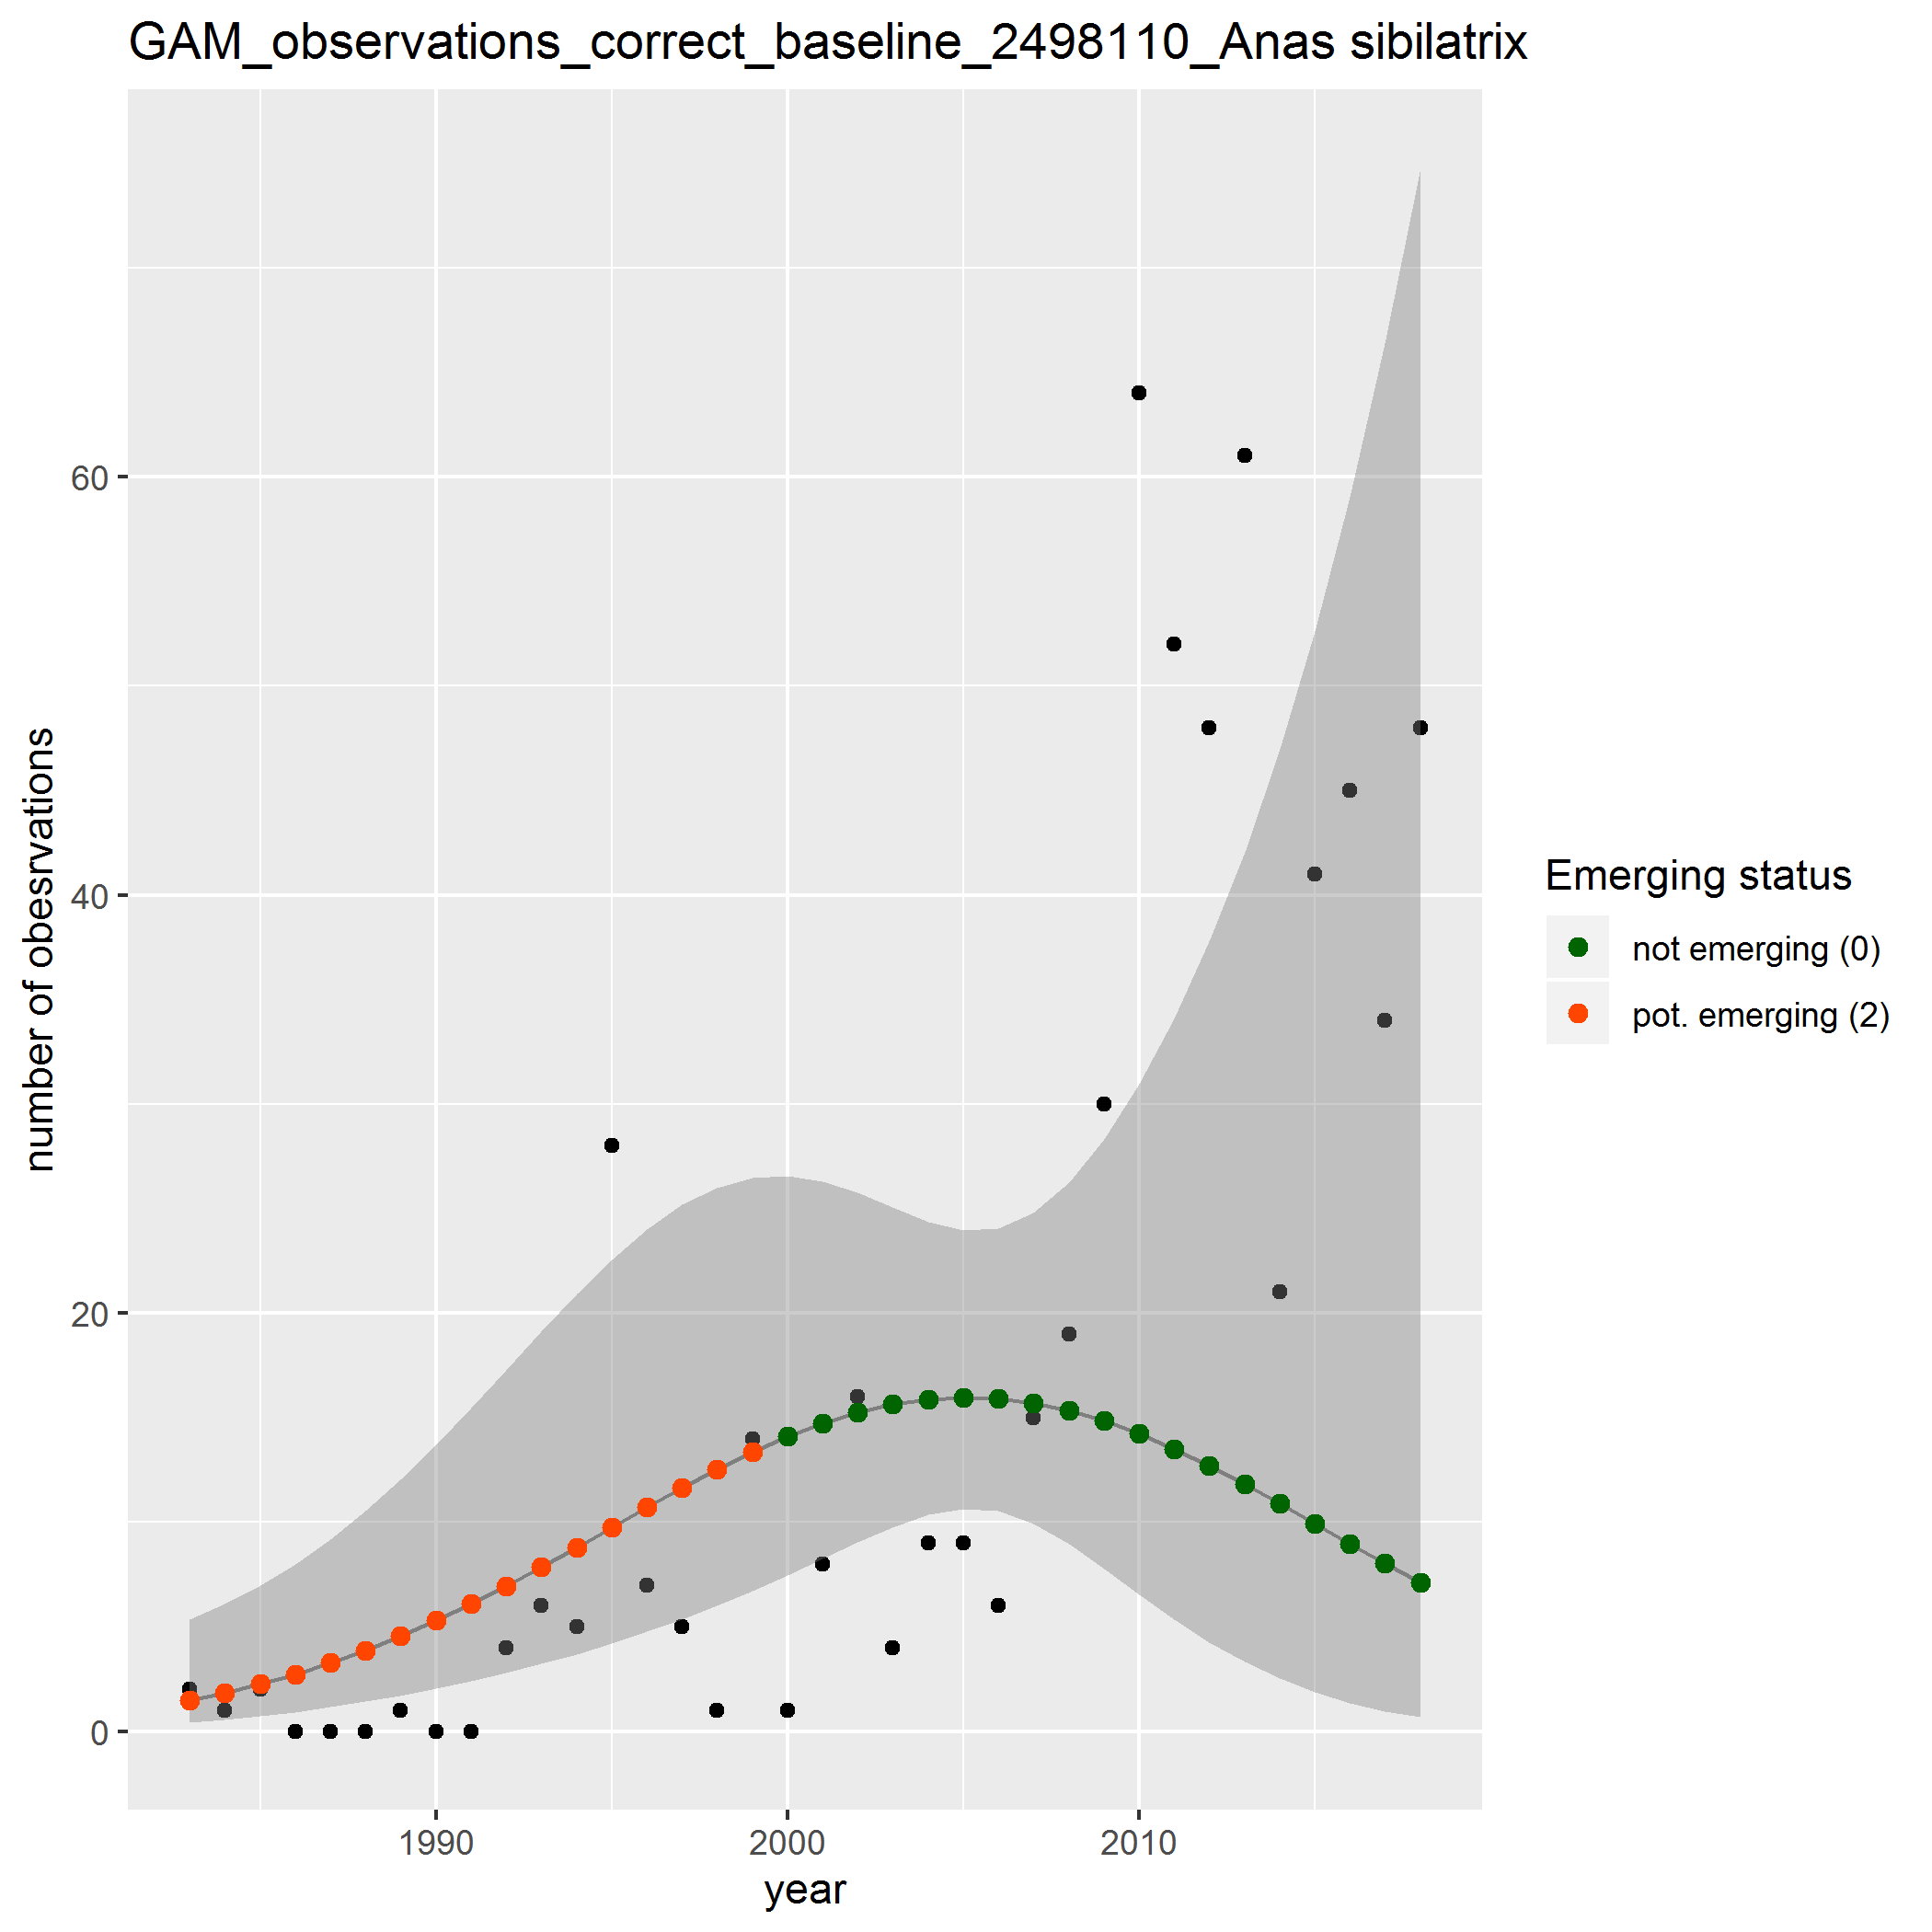 GAM_observations_correct_baseline_2498110_Anas sibilatrix
number of obesrvations
60
40
20
0
1990
2000
2010
year
Emerging status
not emerging (0)
pot. emerging (2)